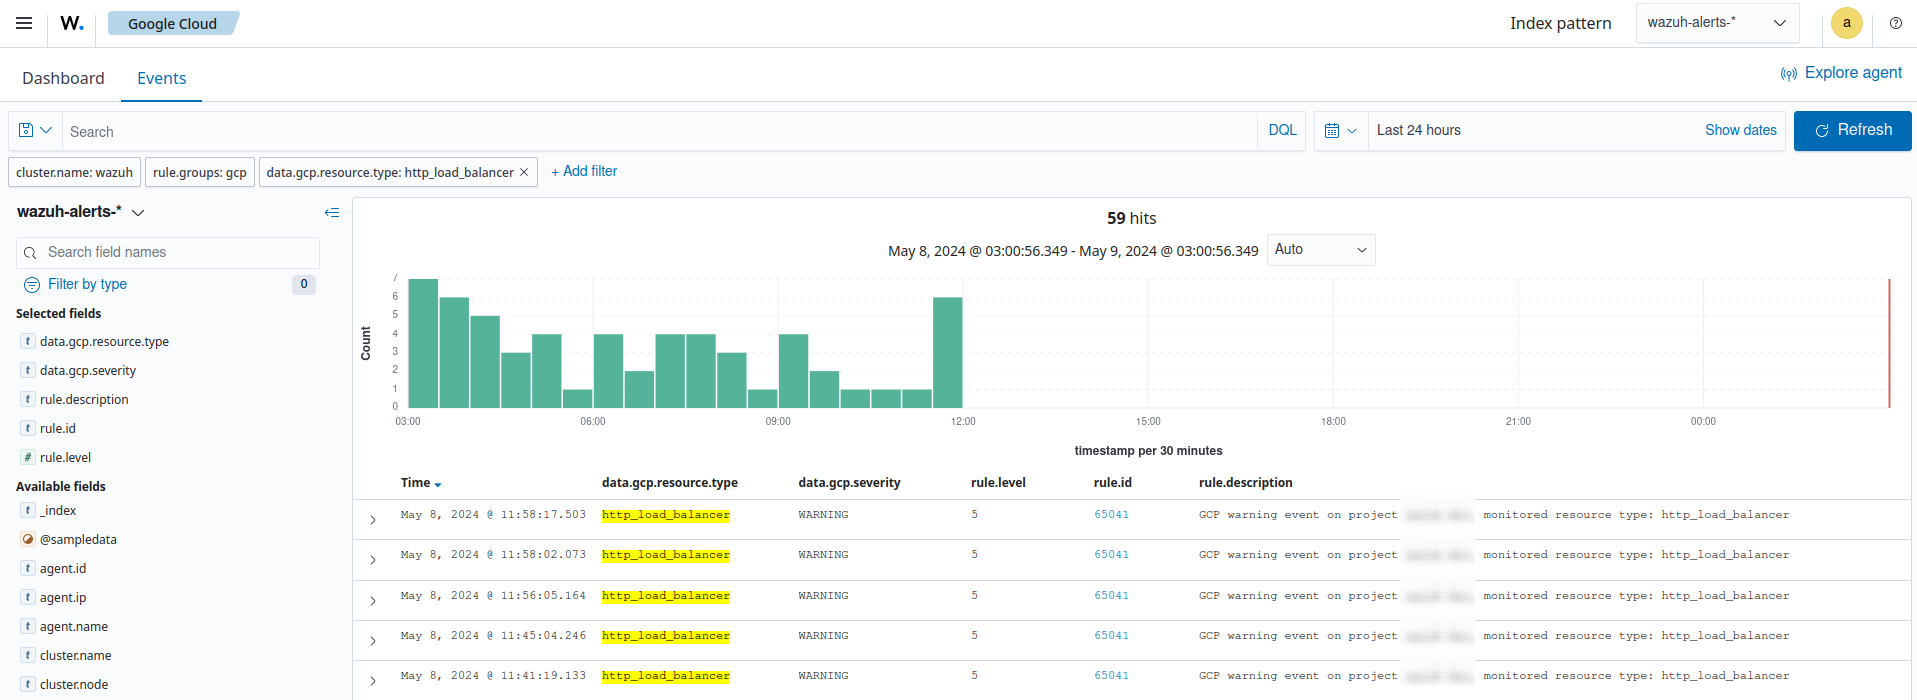 W. Google Cloud Index pattern wazuh-alerts-* a
Dashboard Events Explore agent
Search DQL Last 24 hours Show dates Refresh
cluster.name: wazuh rule.groups: gcp data.gcp.resource.type: http_load_balancer × + Add filter
wazuh-alerts-*
Search field names
Filter by type 0
Selected fields
t data.gcp.resource.type
t data.gcp.severity
t rule.description
t rule.id
# rule.level
Available fields
t _index
@sampledata
t agent.id
t agent.ip
t agent.name
t cluster.name
t cluster.node
59 hits
May 8, 2024 @ 03:00:56.349 - May 9, 2024 @ 03:00:56.349 Auto
Count
7
6
5
4
3
2
1
0
03:00 06:00 09:00 12:00 15:00 18:00 21:00 00:00
timestamp per 30 minutes
Time data.gcp.resource.type data.gcp.severity rule.level rule.id rule.description
May 8, 2024 @ 11:58:17.503 http_load_balancer WARNING 5 65041 GCP warning event on project monitored resource type: http_load_balancer
May 8, 2024 @ 11:58:02.073 http_load_balancer WARNING 5 65041 GCP warning event on project monitored resource type: http_load_balancer
May 8, 2024 @ 11:56:05.164 http_load_balancer WARNING 5 65041 GCP warning event on project monitored resource type: http_load_balancer
May 8, 2024 @ 11:45:04.246 http_load_balancer WARNING 5 65041 GCP warning event on project monitored resource type: http_load_balancer
May 8, 2024 @ 11:41:19.133 http_load_balancer WARNING 5 65041 GCP warning event on project monitored resource type: http_load_balancer